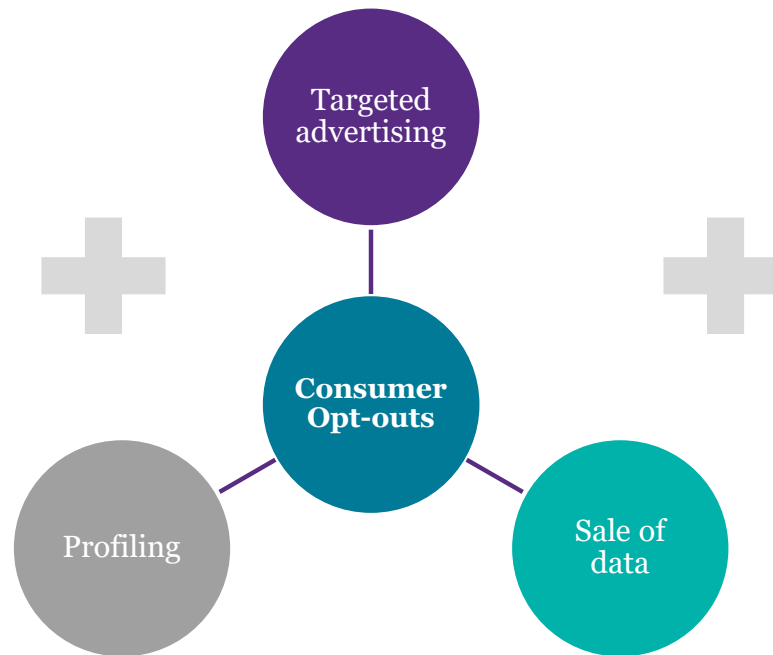 Targeted
advertising
Consumer
Opt-outs
Profiling
Sale of
data